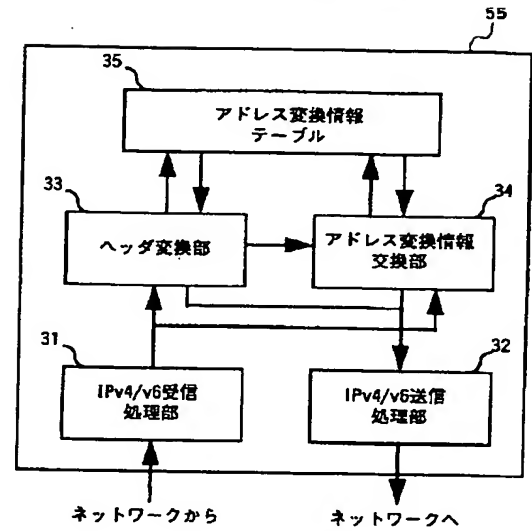 55
35
アドレス変換情報
テーブル
33
ヘッダ変換部
34
アドレス変換情報
交換部
31
IPv4/v6受信
処理部
32
IPv4/v6送信
処理部
ネットワークから
ネットワークへ